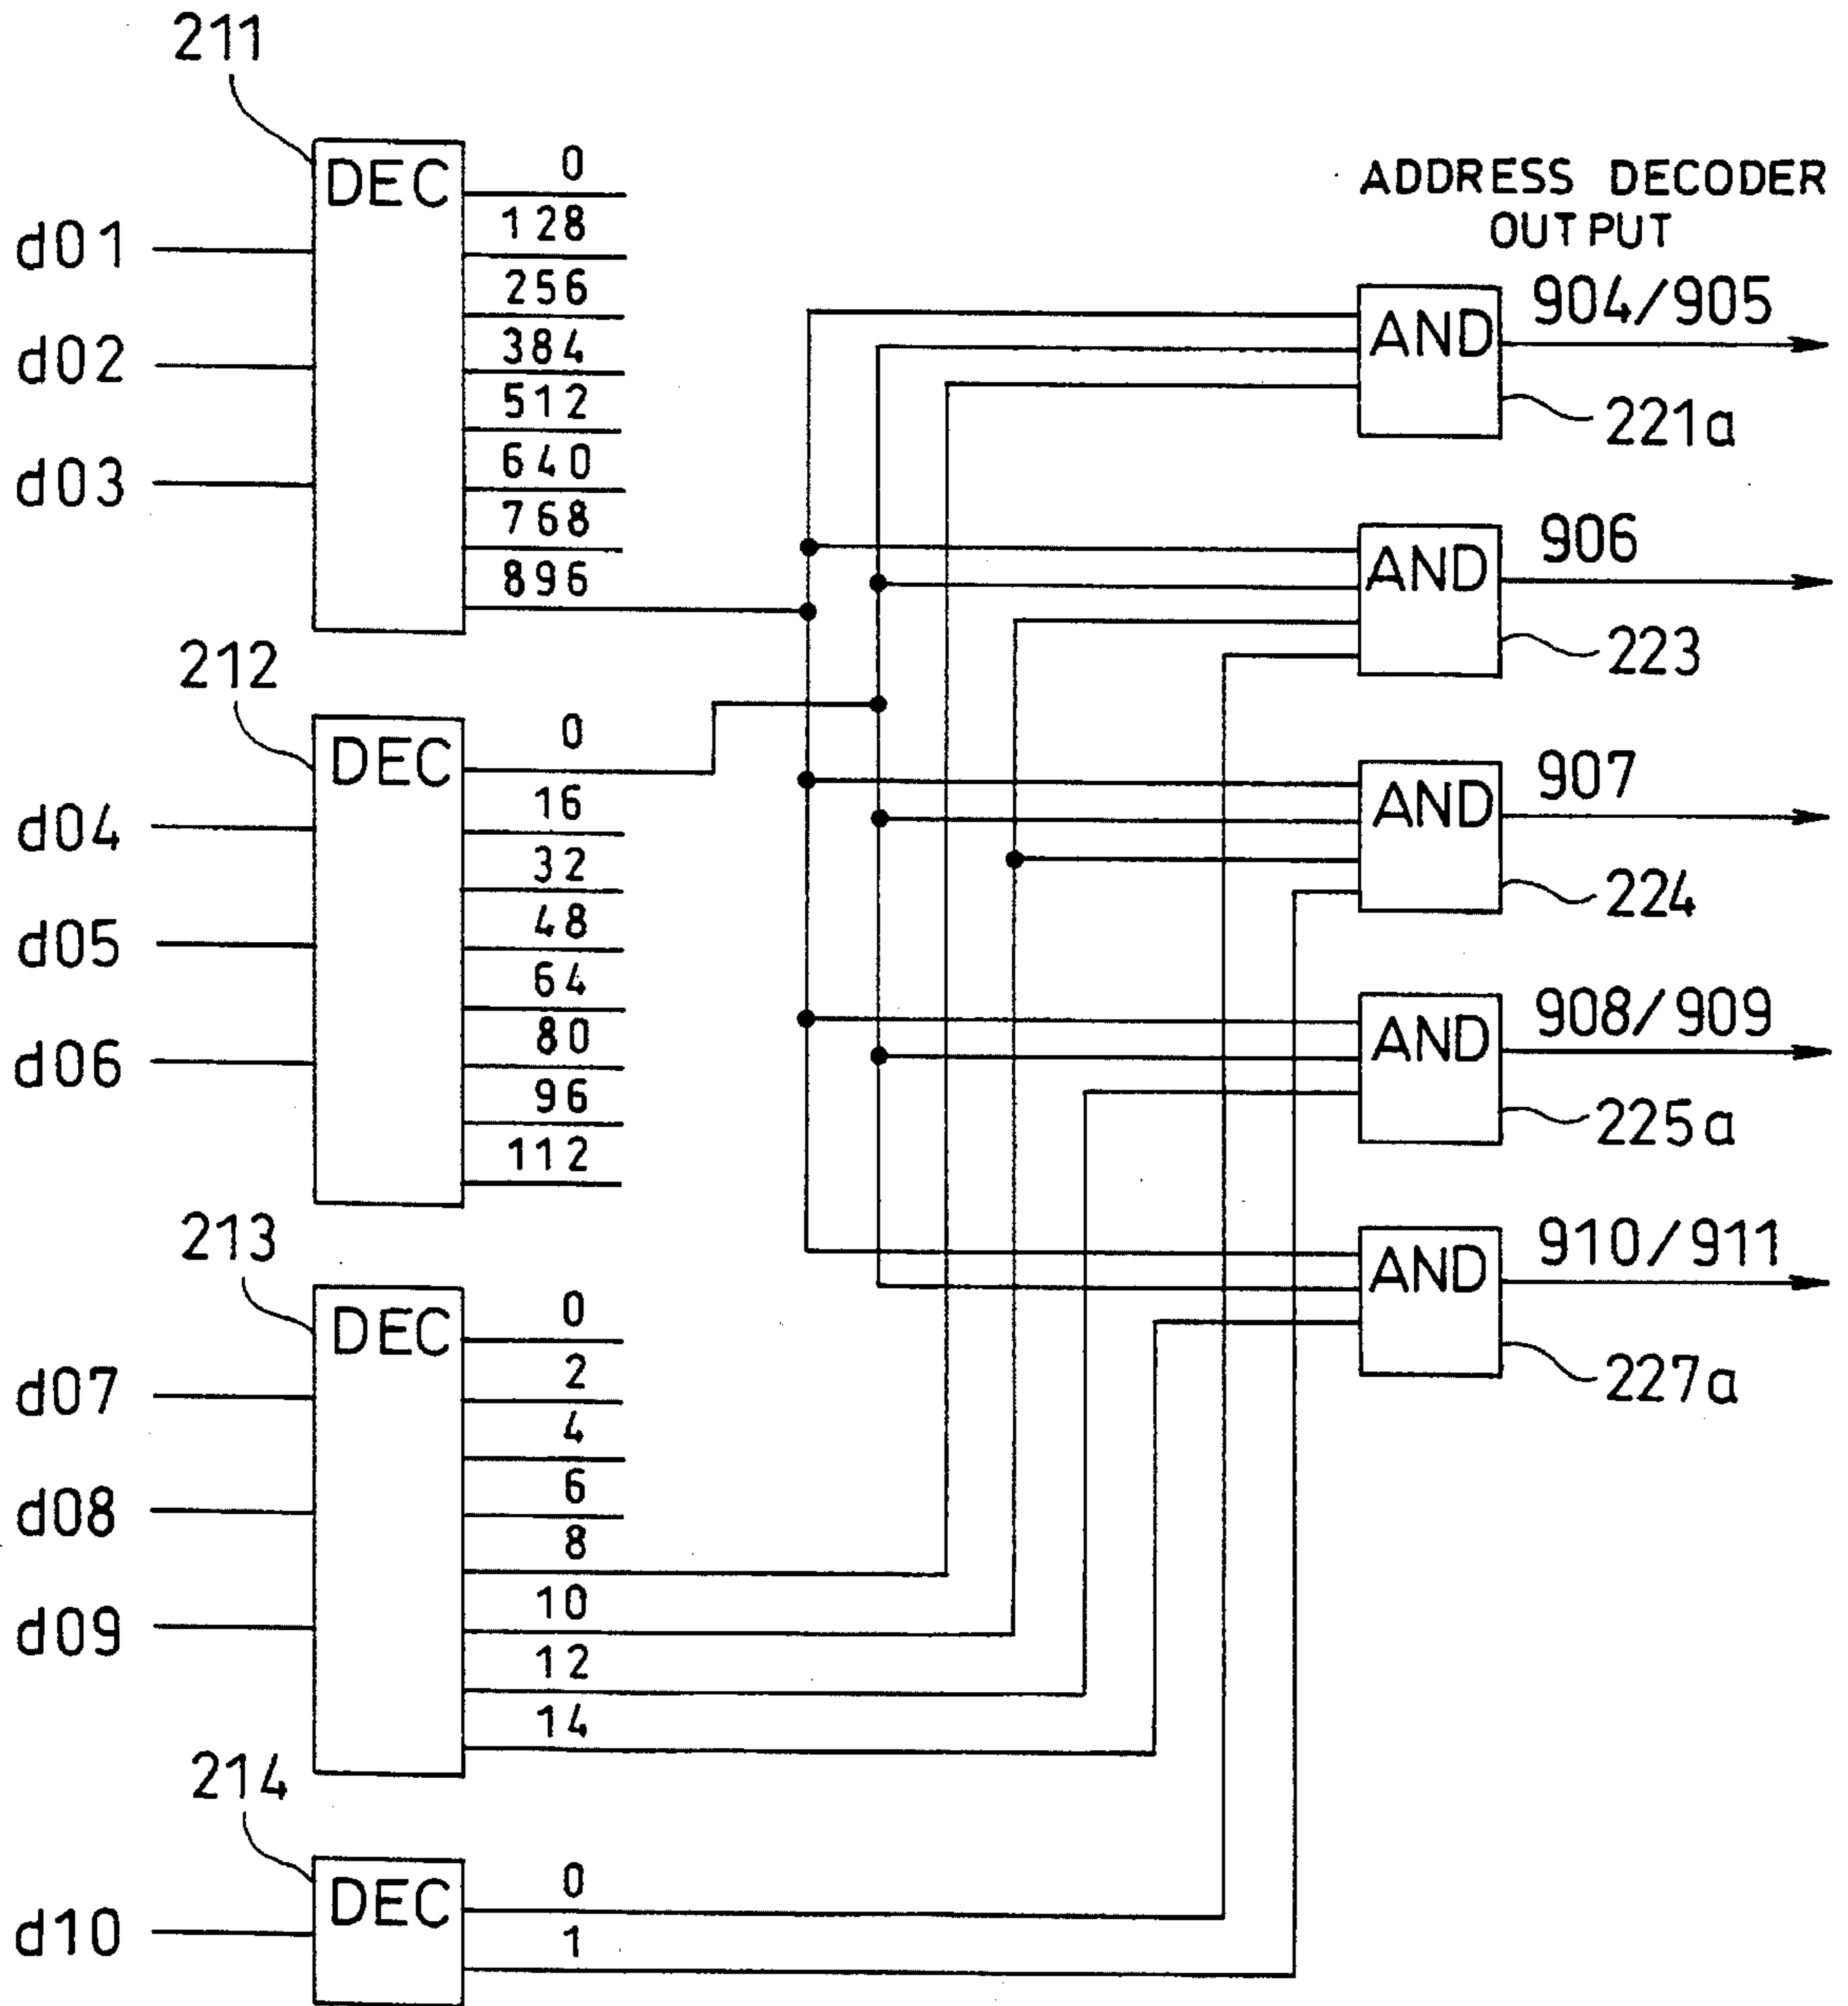 211
DEC
0
128
256
384
512
640
768
896
d01
d02
d03
212
DEC
0
16
32
48
64
80
96
112
d04
d05
d06
213
DEC
0
2
4
6
8
10
12
14
d07
d08
d09
214
DEC
0
1
d10
ADDRESS DECODER
OUTPUT
AND
904/905
221a
AND
906
223
AND
907
224
AND
908/909
225a
AND
910/911
227a